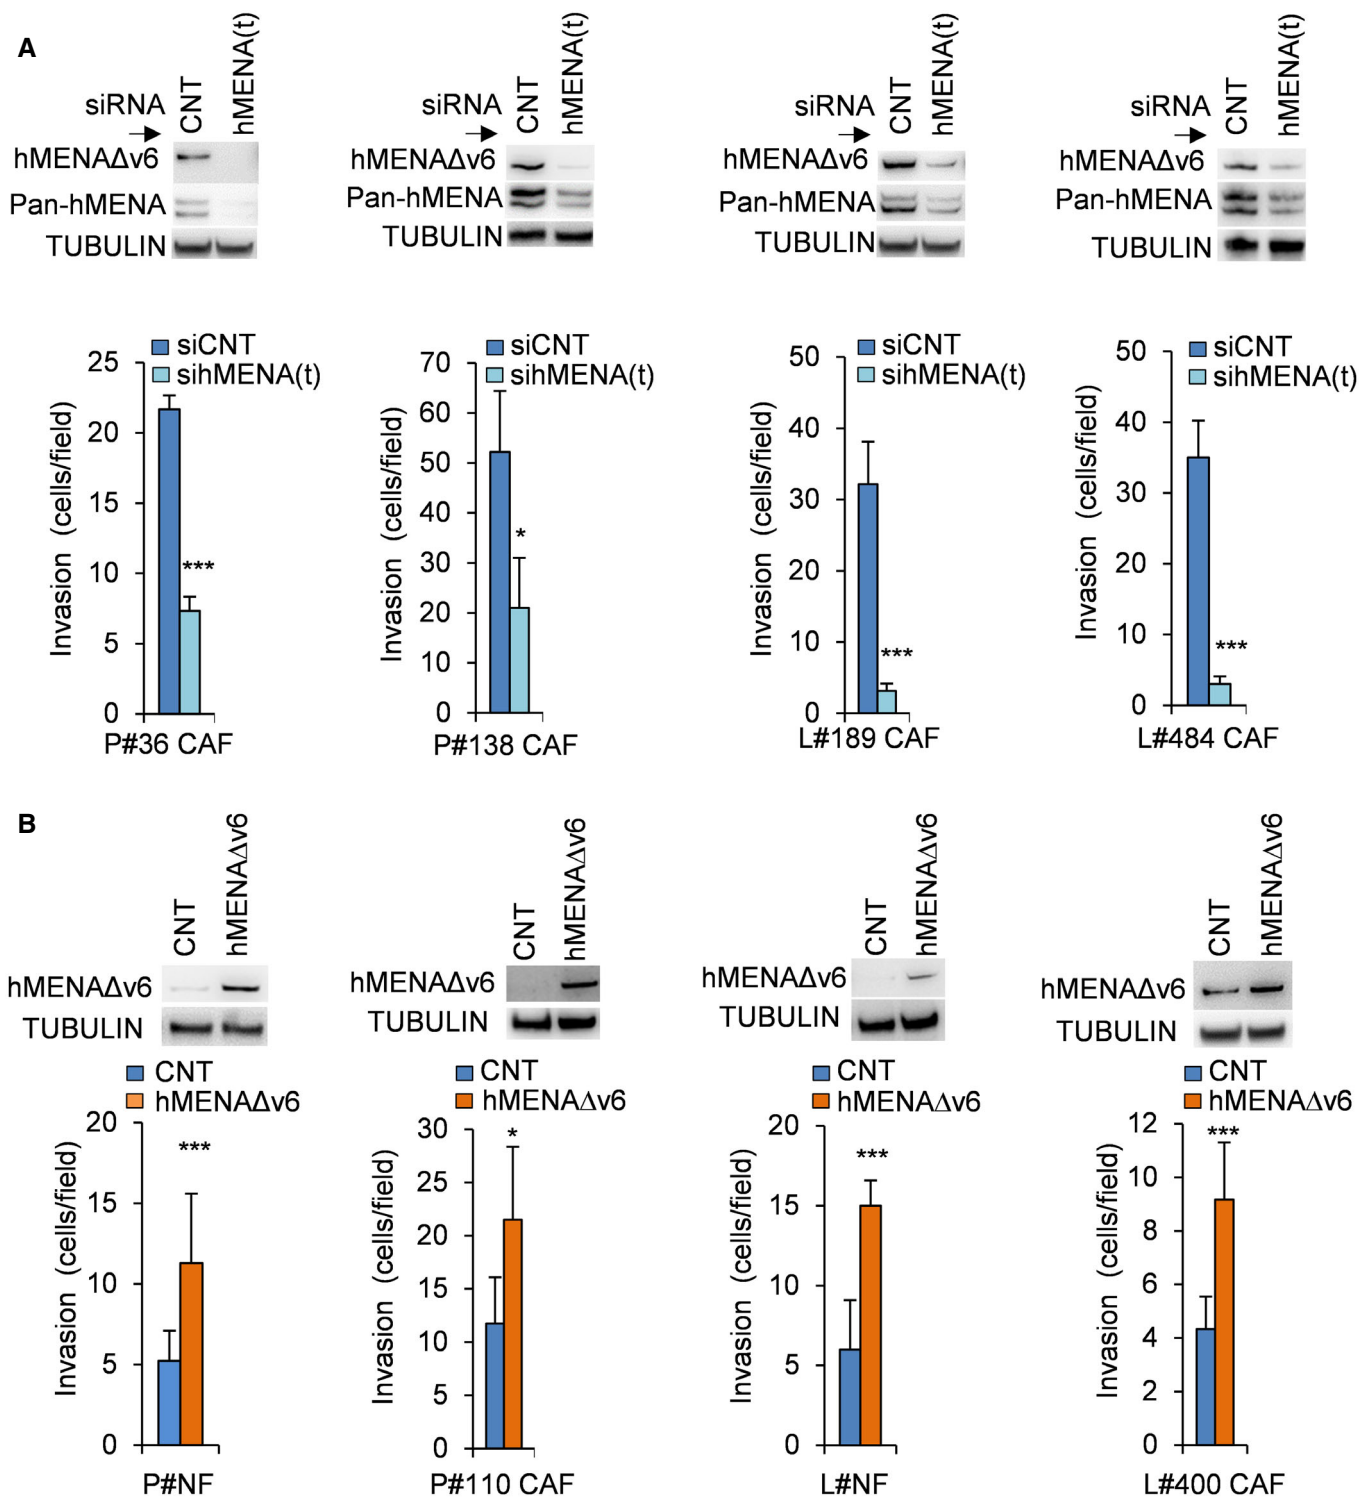 A
siRNA CNT hMENA(t)
hMENAΔv6
Pan-hMENA
TUBULIN
siRNA CNT hMENA(t)
hMENAΔv6
Pan-hMENA
TUBULIN
siRNA CNT hMENA(t)
hMENAΔv6
Pan-hMENA
TUBULIN
siRNA CNT hMENA(t)
hMENAΔv6
Pan-hMENA
TUBULIN
siCNT
sihMENA(t)
Invasion (cells/field)
25
20
15
10
5
0
***
P#36 CAF
siCNT
sihMENA(t)
Invasion (cells/field)
70
60
50
40
30
20
10
0
*
P#138 CAF
siCNT
sihMENA(t)
Invasion (cells/field)
50
40
30
20
10
0
***
L#189 CAF
siCNT
sihMENA(t)
Invasion (cells/field)
50
40
30
20
10
0
***
L#484 CAF
B
CNT hMENAΔv6
hMENAΔv6
TUBULIN
CNT hMENAΔv6
hMENAΔv6
TUBULIN
CNT hMENAΔv6
hMENAΔv6
TUBULIN
CNT hMENAΔv6
hMENAΔv6
TUBULIN
CNT
hMENAΔv6
Invasion (cells/field)
20
15
10
5
0
***
P#NF
CNT
hMENAΔv6
Invasion (cells/field)
30
25
20
15
10
5
0
*
P#110 CAF
CNT
hMENAΔv6
Invasion (cells/field)
20
15
10
5
0
***
L#NF
CNT
hMENAΔv6
Invasion (cells/field)
12
10
8
6
4
2
0
***
L#400 CAF